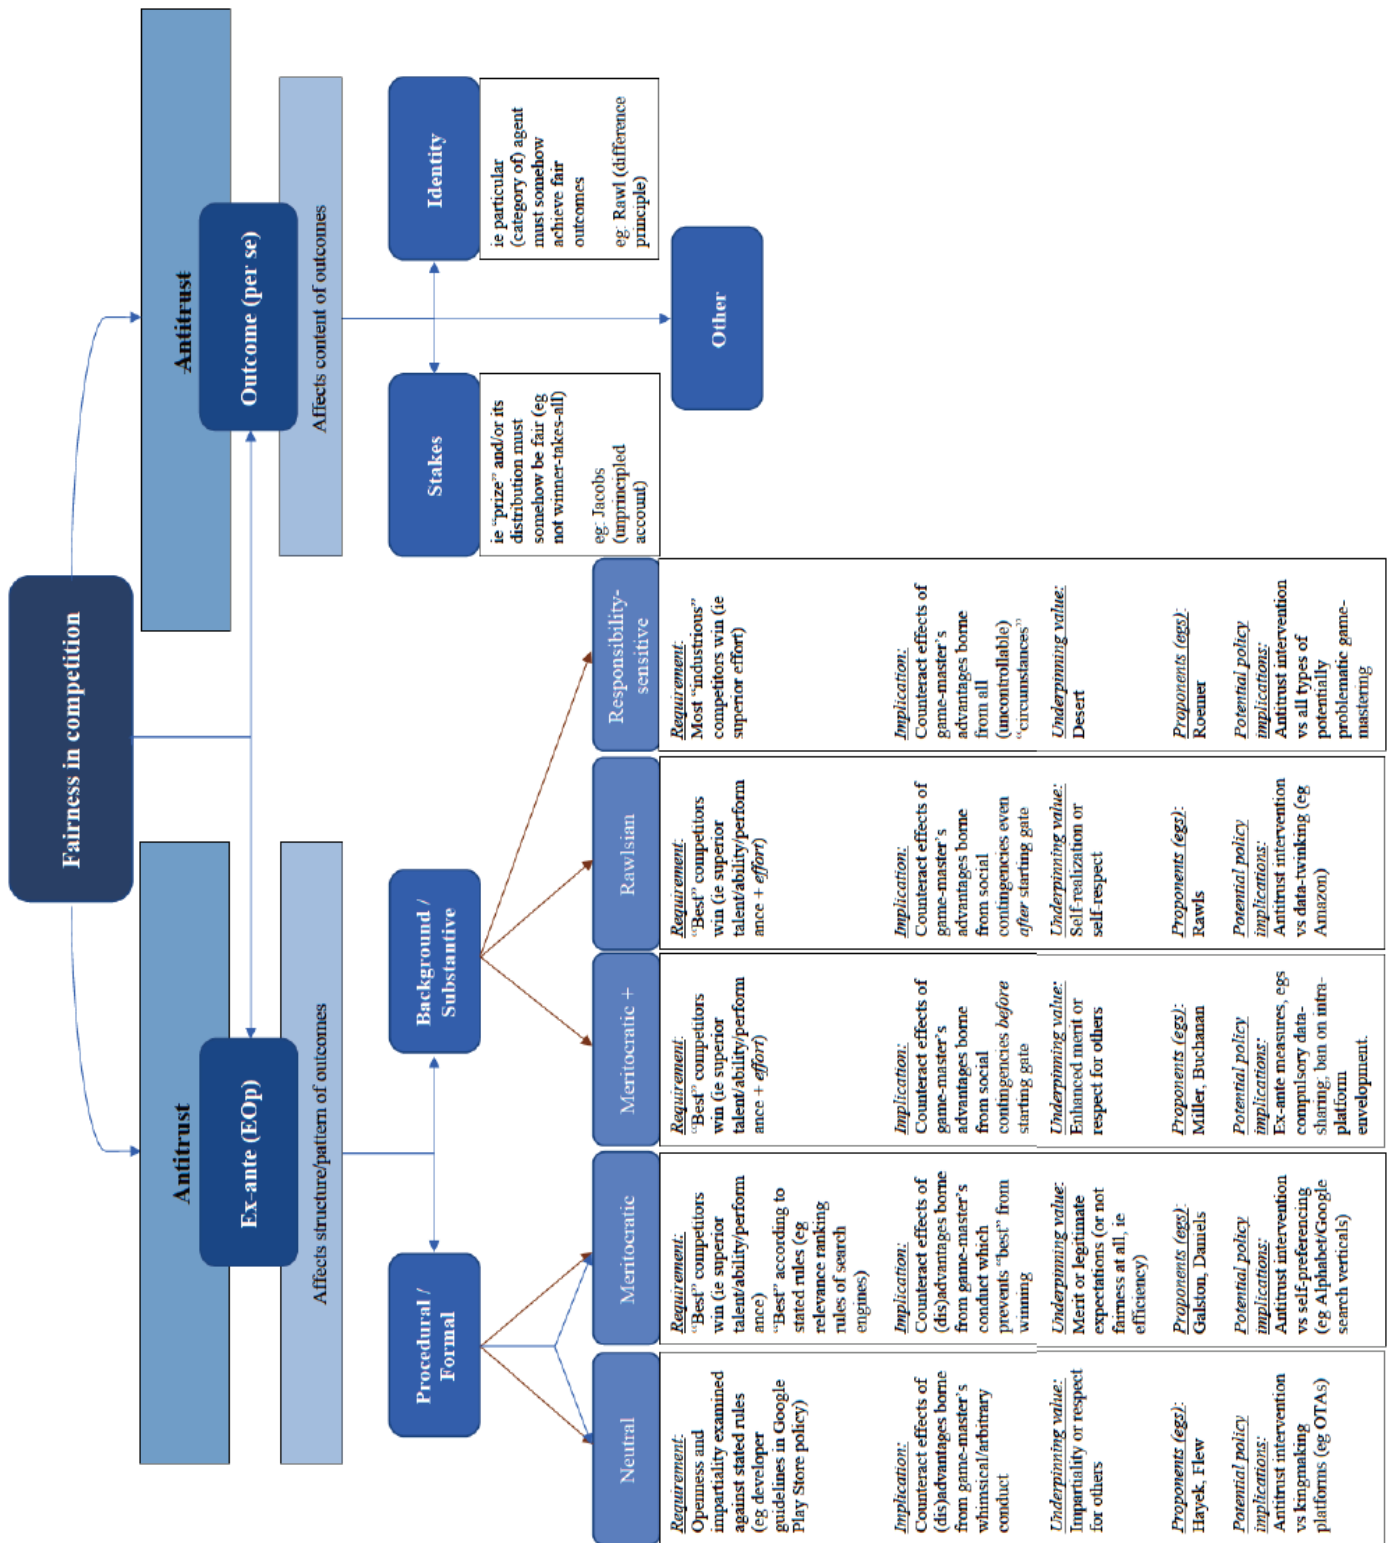 Fairness in competition
Antitrust
Ex-ante (EOp)
Affects structure/pattern of outcomes
Antitrust
Outcome (per se)
Affects content of outcomes
Procedural /
Formal
Background /
Substantive
Stakes
ie “prize” and/or its
distribution must
somehow be fair (eg
not winner-takes-all)
eg: Jacobs
(unprincipled
account)
Identity
ie particular
(category of) agent
must somehow
achieve fair
outcomes
eg: Rawl (difference
principle)
Other
Neutral
Requirement:
Openness and
impartiality examined
against stated rules
(eg developer
guidelines in Google
Play Store policy)
Implication:
Counteract effects of
(dis)advantages borne
from game-master’s
whimsical/arbitrary
conduct
Underpinning value:
Impartiality or respect
for others
Proponents (egs):
Hayek, Flew
Potential policy
implications:
Antitrust intervention
vs kingmaking
platforms (eg OTAs)
Meritocratic
Requirement:
“Best” competitors
win (ie superior
talent/ability/perform
ance)
“Best” according to
stated rules (eg
relevance ranking
rules of search
engines)
Implication:
Counteract effects of
(dis)advantages borne
from game-master’s
conduct which
prevents “best” from
winning
Underpinning value:
Merit or legitimate
expectations (or not
fairness at all, ie
efficiency)
Proponents (egs):
Galston, Daniels
Potential policy
implications:
Antitrust intervention
vs self-preferencing
(eg Alphabet/Google
search verticals)
Meritocratic +
Requirement:
“Best” competitors
win (ie superior
talent/ability/perform
ance + effort)
Implication:
Counteract effects of
game-master’s
advantages borne
from social
contingencies before
starting gate
Underpinning value:
Enhanced merit or
respect for others
Proponents (egs):
Miller, Buchanan
Potential policy
implications:
Ex-ante measures, egs
compulsory data-
sharing; ban on intra-
platform
envelopment.
Rawlsian
Requirement:
“Best” competitors
win (ie superior
talent/ability/perform
ance + effort)
Implication:
Counteract effects of
game-master’s
advantages borne
from social
contingencies even
after starting gate
Underpinning value:
Self-realization or
self-respect
Proponents (egs):
Rawls
Potential policy
implications:
Antitrust intervention
vs data-twinking (eg
Amazon)
Responsibility-
sensitive
Requirement:
Most “industrious”
competitors win (ie
superior effort)
Implication:
Counteract effects of
game-master’s
advantages borne
from all
(uncontrollable)
“circumstances”
Underpinning value:
Desert
Proponents (egs):
Roemer
Potential policy
implications:
Antitrust intervention
vs all types of
potentially
problematic game-
mastering